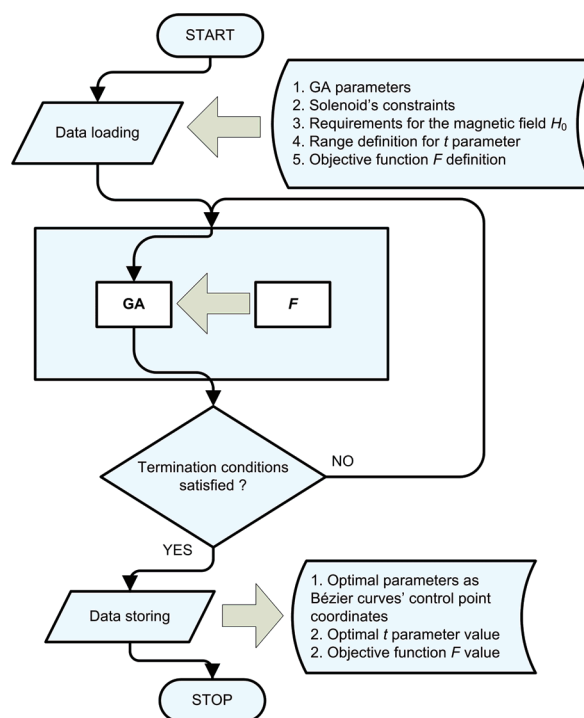 START
Data loading
1. GA parameters
2. Solenoid's constraints
3. Requirements for the magnetic field H0
4. Range definition for t parameter
5. Objective function F definition
GA
F
Termination conditions
satisfied ?
NO
YES
Data storing
1. Optimal parameters as
Bézier curves' control point
coordinates
2. Optimal t parameter value
2. Objective function F value
STOP